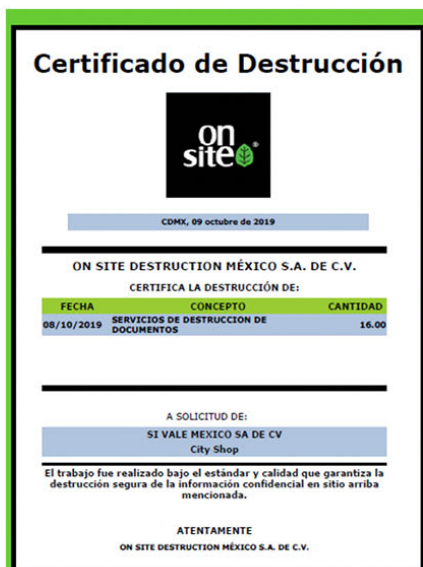 Certificado de Destrucción
on
site®
CDMX, 09 octubre de 2019
ON SITE DESTRUCTION MÉXICO S.A. DE C.V.
CERTIFICA LA DESTRUCCIÓN DE:
FECHA CONCEPTO CANTIDAD
08/10/2019 SERVICIOS DE DESTRUCCION DE DOCUMENTOS 16.00
A SOLICITUD DE:
SI VALE MEXICO SA DE CV
City Shop
El trabajo fue realizado bajo el estándar y calidad que garantiza la
destrucción segura de la información confidencial en sitio arriba
mencionada.
ATENTAMENTE
ON SITE DESTRUCTION MÉXICO S.A. DE C.V.